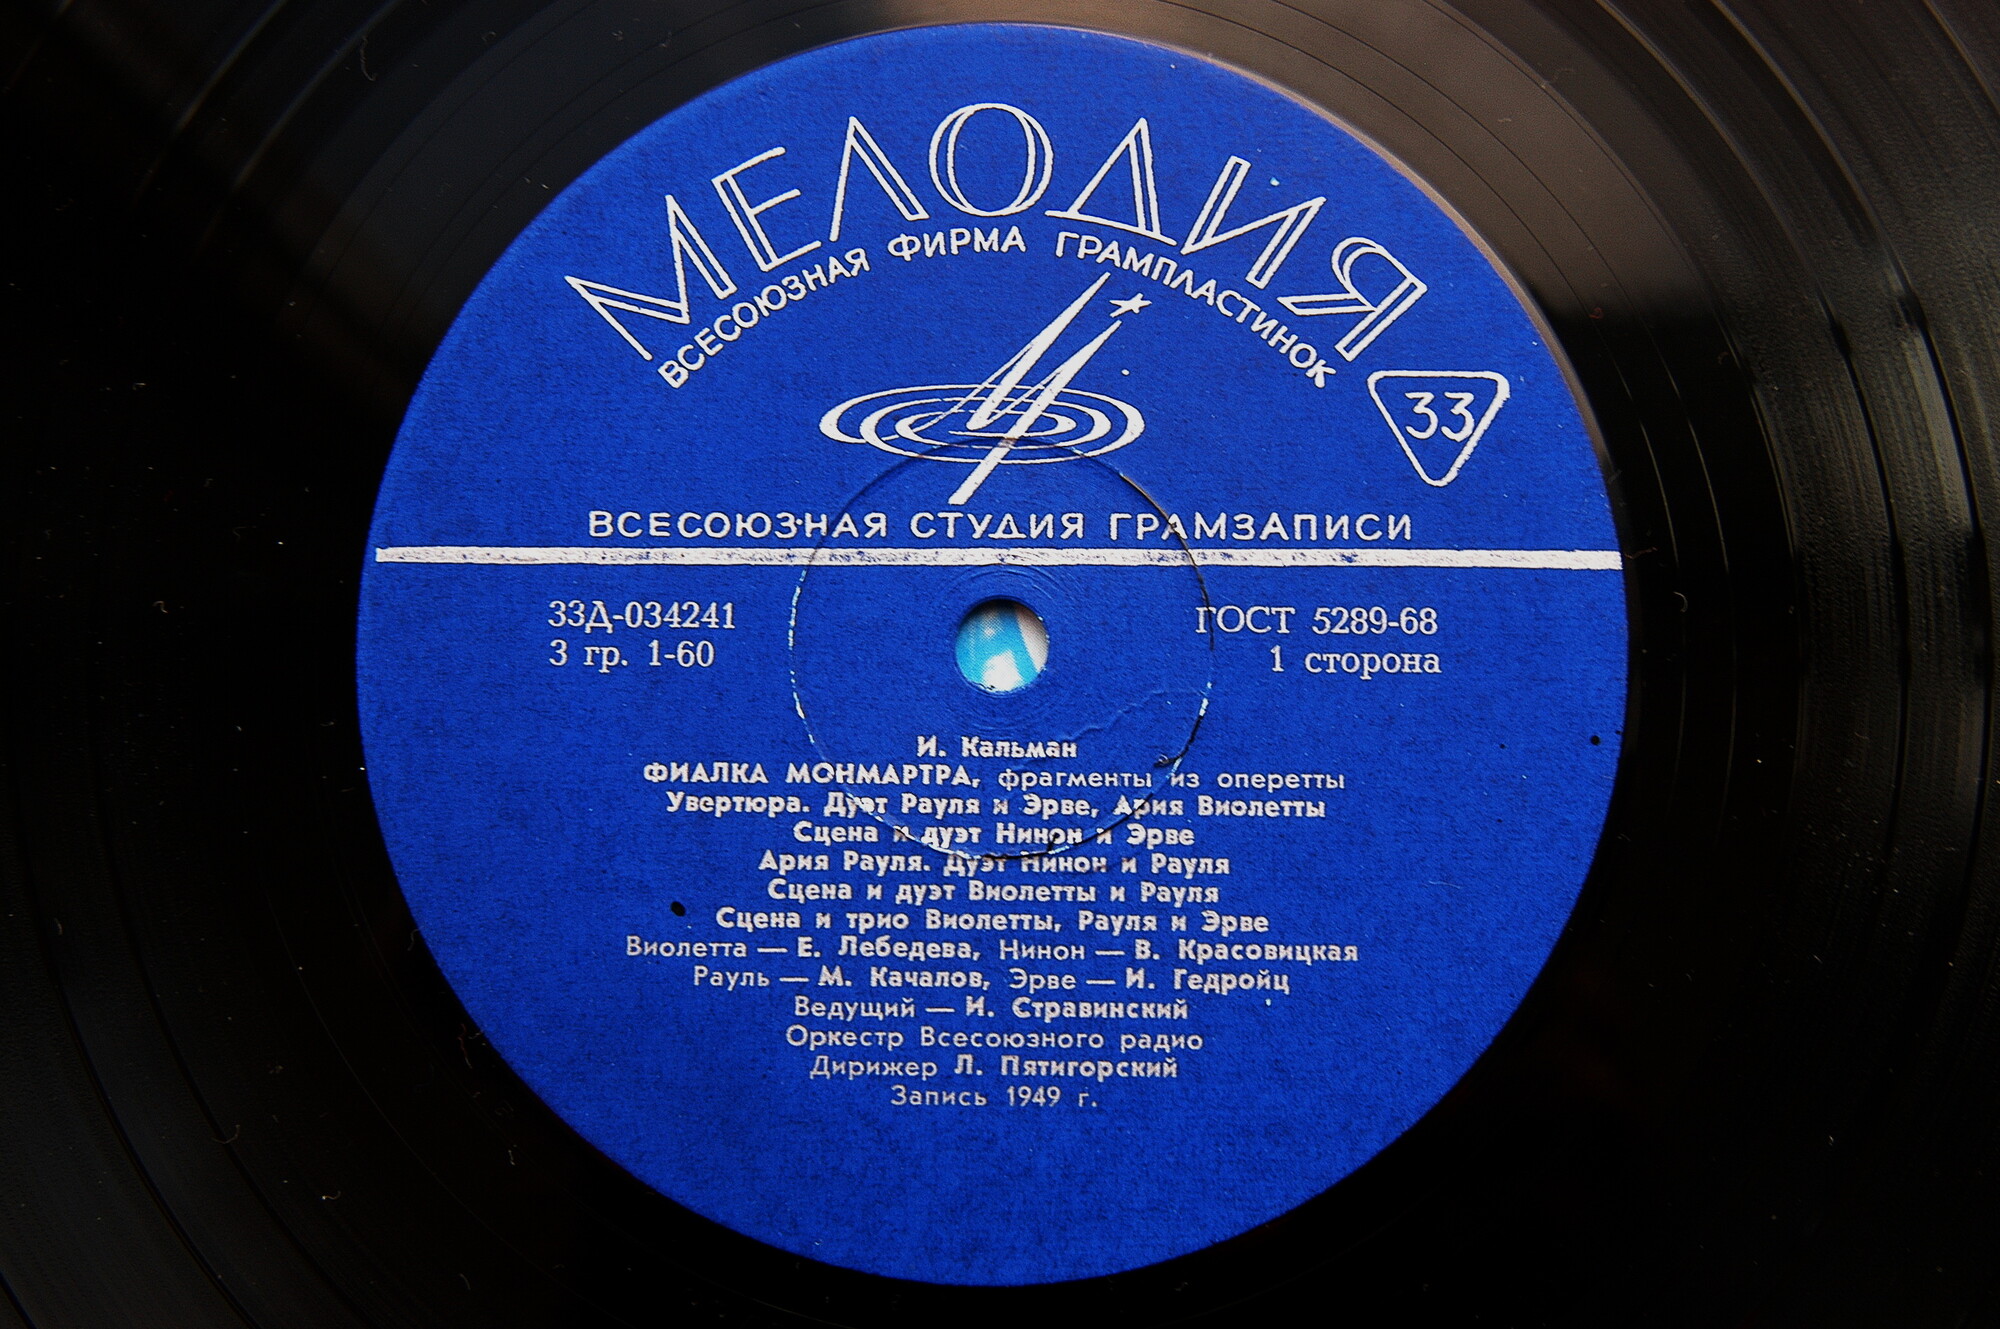 МЕЛОДИЯ
ВСЕСОЮЗНАЯ ФИРМА ГРАМПЛАСТИНОК
33
ВСЕСОЮЗНАЯ СТУДИЯ ГРАМЗАПИСИ
33Д-034241
3 гр. 1-60
ГОСТ 5289-68
1 сторона
И. Кальман
ФИАЛКА МОНМАРТРА, фрагменты из оперетты
Увертюра. Дуэт Рауля и Эрве, Ария Виолетты
Сцена и дуэт Нинон и Эрве
Ария Рауля. Дуэт Нинон и Рауля
Сцена и дуэт Виолетты и Рауля
Сцена и трио Виолетты, Рауля и Эрве
Виолетта — Е. Лебедева, Нинон — В. Красовицкая
Рауль — М. Качалов, Эрве — И. Гедройц
Ведущий — И. Стравинский
Оркестр Всесоюзного радио
Дирижер Л. Пятигорский
Запись 1949 г.